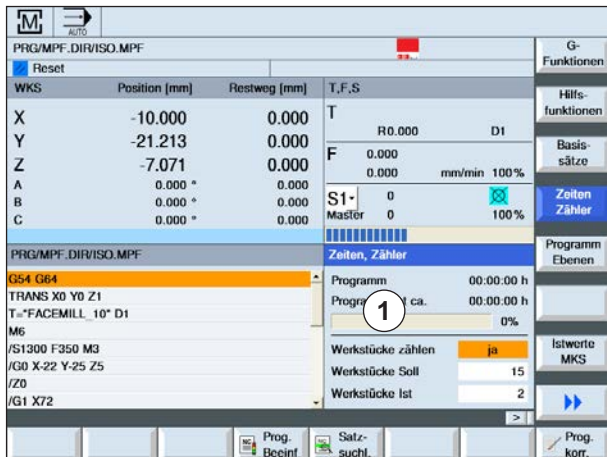 M
AUTO
PRG/MPF.DIR/ISO.MPF
Reset
WKS Position [mm] Restweg [mm]
X -10.000 0.000
Y -21.213 0.000
Z -7.071 0.000
A 0.000 ° 0.000
B 0.000 ° 0.000
C 0.000 ° 0.000
T,F,S
T
R0.000 D1
F 0.000
0.000 mm/min 100%
S1 0
Master 0 100%
PRG/MPF.DIR/ISO.MPF
G54 G64
TRANS X0 Y0 Z1
T="FACEMILL_10" D1
M6
/S1300 F350 M3
/G0 X-22 Y-25 Z5
/Z0
/G1 X72
Zeiten, Zähler
Programm 00:00:00 h
ca. 00:00:00 h
1
0%
Werkstücke zählen ja
Werkstücke Soll 15
Werkstücke Ist 2
>
G-
Funktionen
Hilfs-
funktionen
Basis-
sätze
Zeiten
Zähler
Programm
Ebenen
Istwerte
MKS
NC Prog.
Beeinf
NC Satz-
suchl.
Prog.
korr.